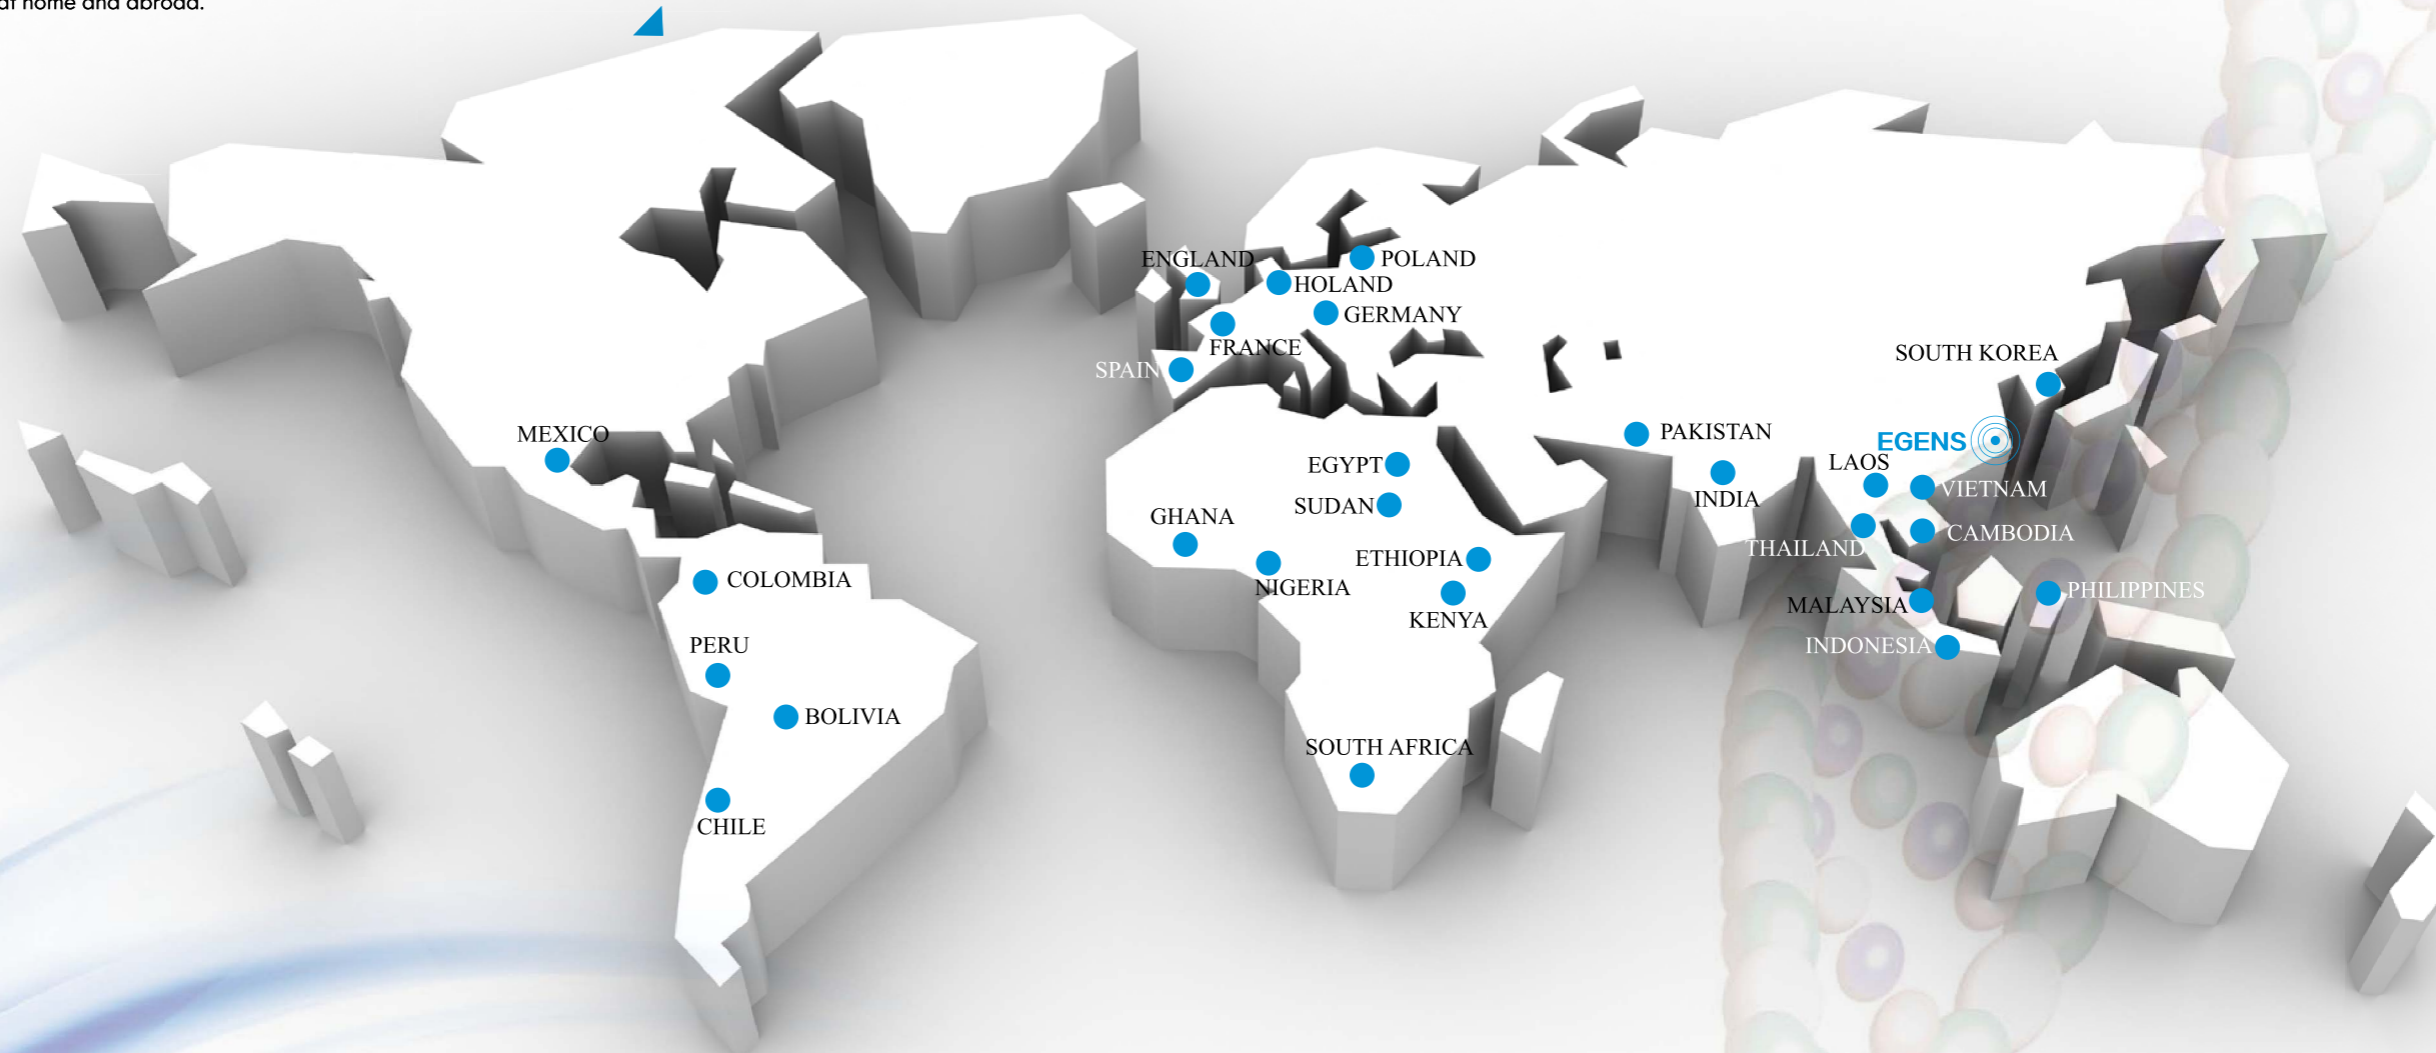 at home and abroad.
ENGLAND
POLAND
HOLAND
GERMANY
FRANCE
SPAIN
SOUTH KOREA
MEXICO
PAKISTAN
EGENS
EGYPT
LAOS
INDIA
VIETNAM
SUDAN
GHANA
CAMBODIA
THAILAND
ETHIOPIA
COLOMBIA
NIGERIA
PHILIPPINES
MALAYSIA
KENYA
PERU
INDONESIA
BOLIVIA
SOUTH AFRICA
CHILE